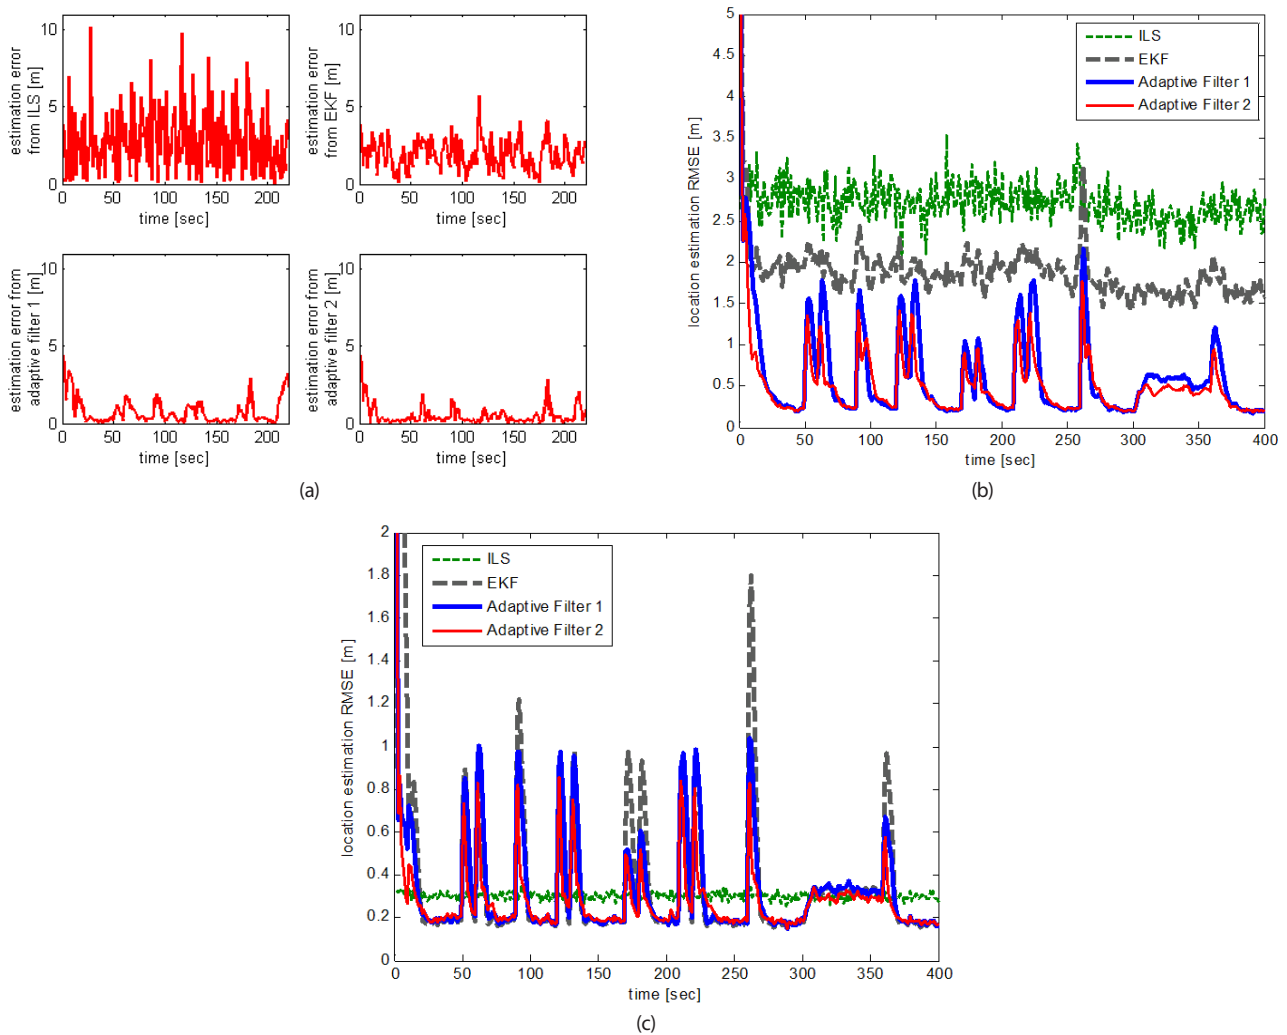 estimation error
from ILS [m]
10
5
0
0
50
100
150
200
time [sec]
estimation error
from EKF [m]
10
5
0
0
50
100
150
200
time [sec]
estimation error from
adaptive filter 1 [m]
10
5
0
0
50
100
150
200
time [sec]
estimation error from
adaptive filter 2 [m]
10
5
0
0
50
100
150
200
time [sec]
(a)
location estimation RMSE [m]
5
4.5
4
3.5
3
2.5
2
1.5
1
0.5
0
ILS
EKF
Adaptive Filter 1
Adaptive Filter 2
0
50
100
150
200
250
300
350
400
time [sec]
(b)
location estimation RMSE [m]
2
1.8
1.6
1.4
1.2
1
0.8
0.6
0.4
0.2
0
ILS
EKF
Adaptive Filter 1
Adaptive Filter 2
0
50
100
150
200
250
300
350
400
time [sec]
(c)